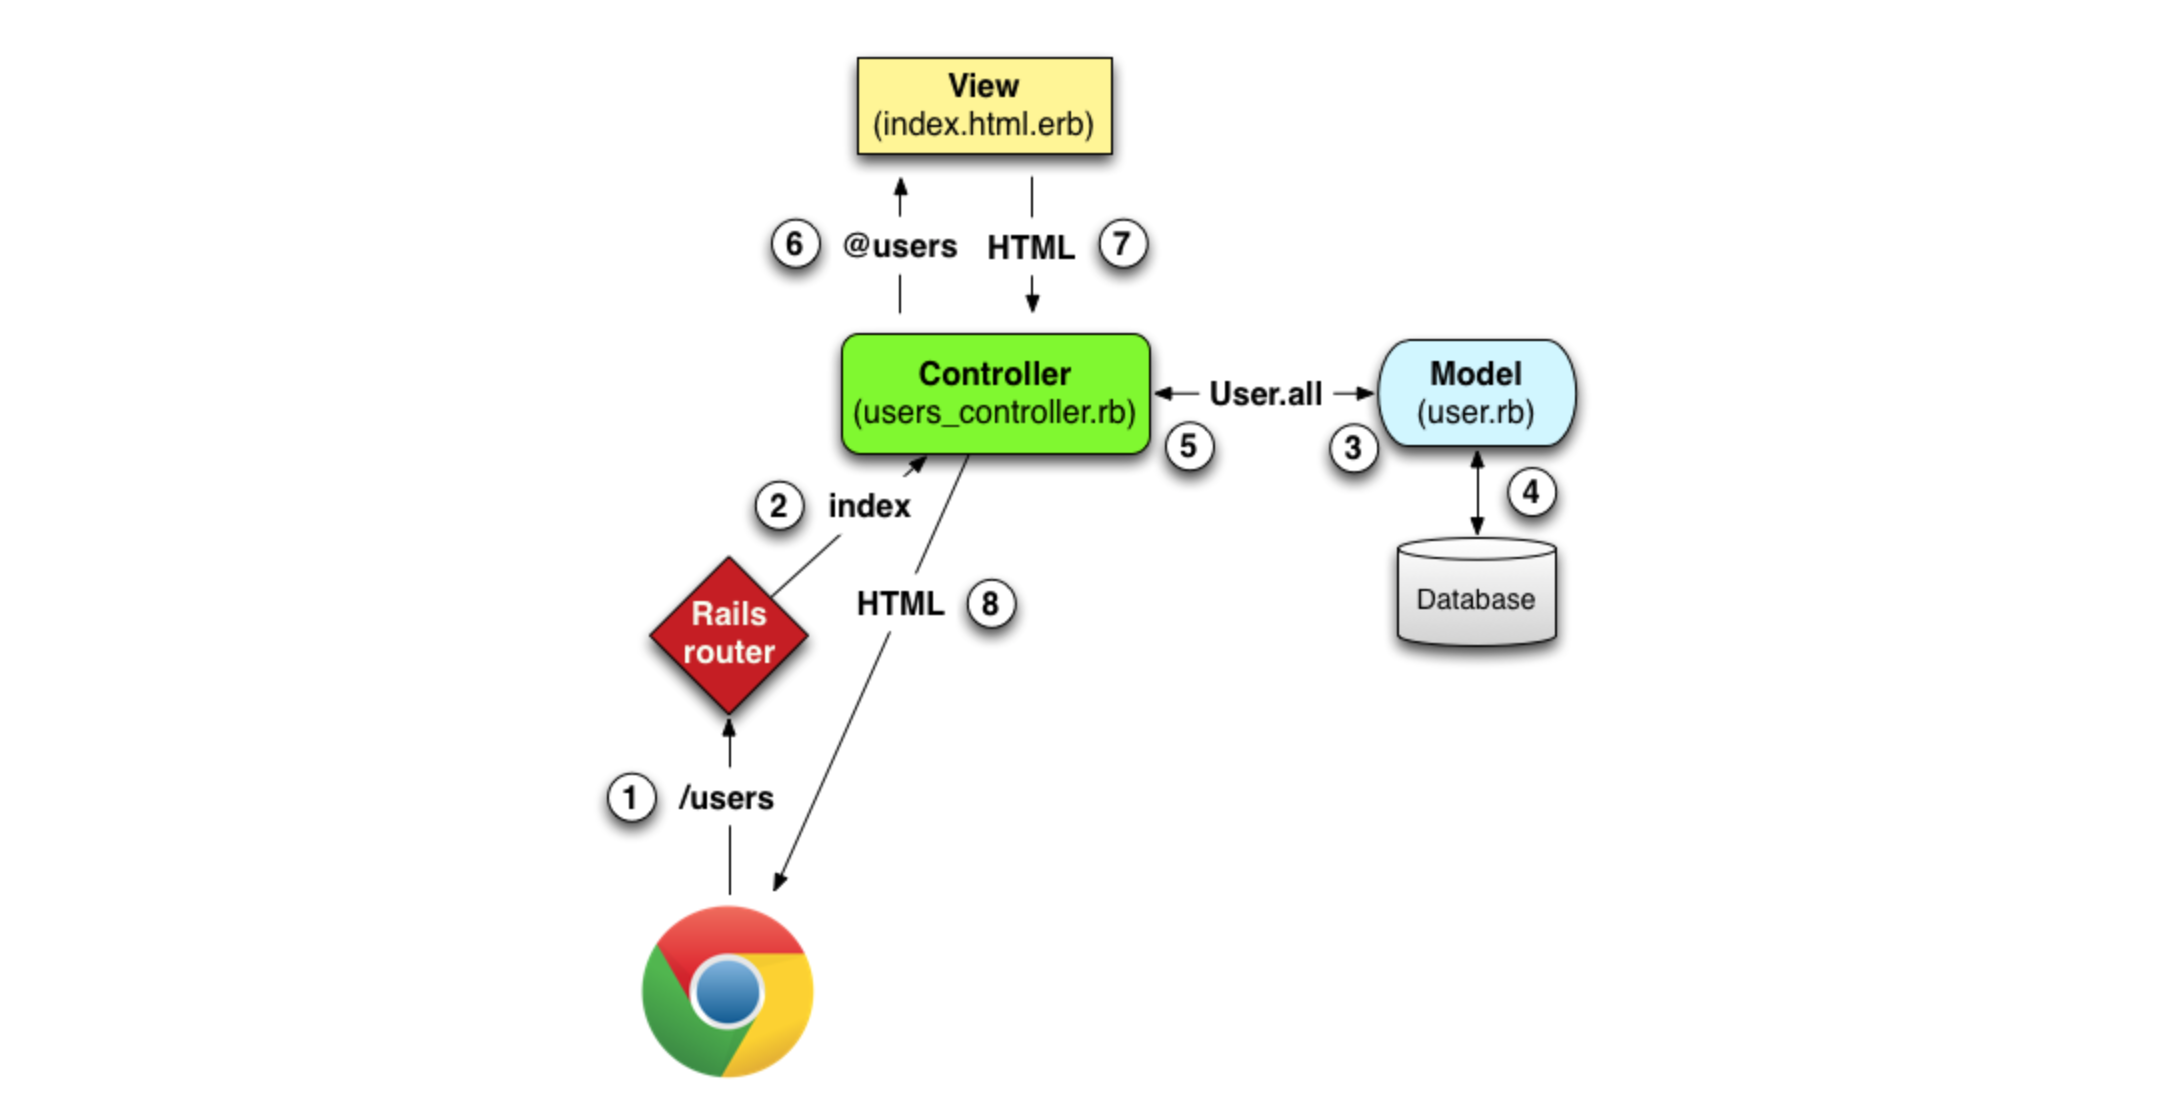 View
(index.html.erb)
6 @users HTML 7
Controller
(users_controller.rb)
User.all
Model
(user.rb)
5
3
4
2 index
Database
HTML 8
Rails
router
1 /users